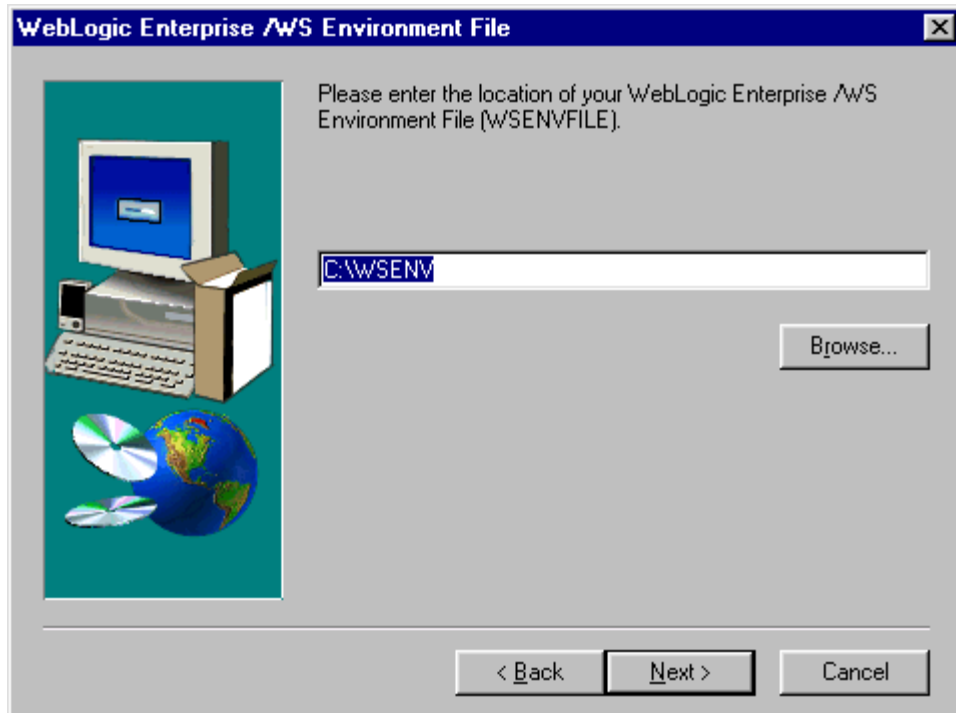 WebLogic Enterprise /WS Environment File
Please enter the location of your WebLogic Enterprise /WS
Environment File (WSENVFILE).
C:\WSENV
Browse...
< Back
Next >
Cancel